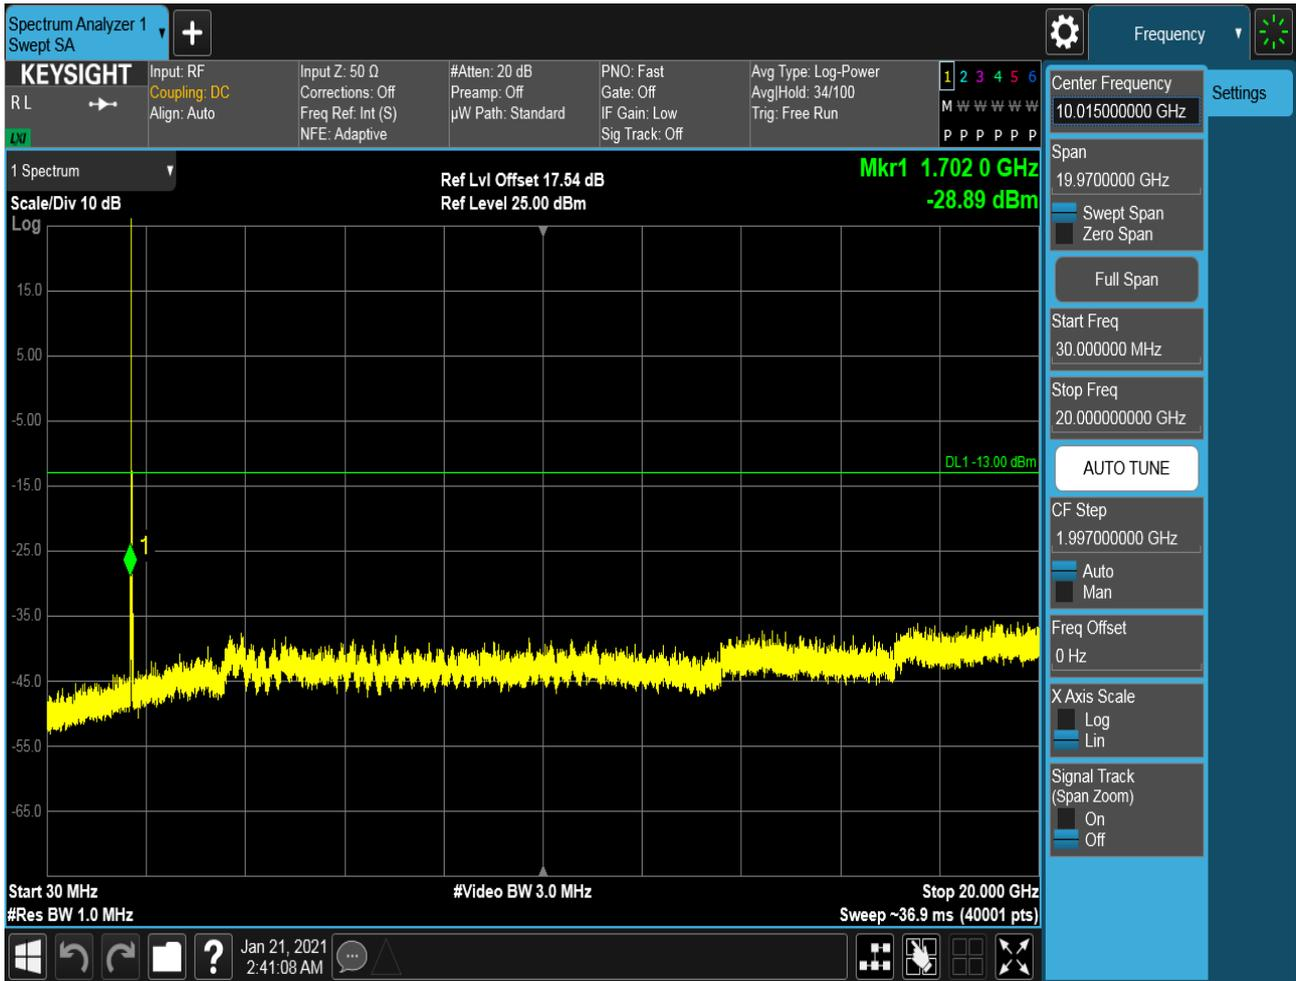 Spectrum Analyzer 1
Swept SA
Frequency
KEYSIGHT
R L
LXI
Input: RF
Coupling: DC
Align: Auto
Input Z: 50 Ω
Corrections: Off
Freq Ref: Int (S)
NFE: Adaptive
#Atten: 20 dB
Preamp: Off
µW Path: Standard
PNO: Fast
Gate: Off
IF Gain: Low
Sig Track: Off
Avg Type: Log-Power
Avg|Hold: 34/100
Trig: Free Run
1 2 3 4 5 6
M W W W W W
P P P P P P
1 Spectrum
Scale/Div 10 dB
Log
Ref Lvl Offset 17.54 dB
Ref Level 25.00 dBm
Mkr1 1.702 0 GHz
-28.89 dBm
15.0
5.00
-5.00
DL1 -13.00 dBm
-15.0
1
-25.0
-35.0
-45.0
-55.0
-65.0
Start 30 MHz
#Video BW 3.0 MHz
Stop 20.000 GHz
#Res BW 1.0 MHz
Sweep ~36.9 ms (40001 pts)
?
Jan 21, 2021
2:41:08 AM
Center Frequency
10.015000000 GHz
Settings
Span
19.9700000 GHz
Swept Span
Zero Span
Full Span
Start Freq
30.000000 MHz
Stop Freq
20.000000000 GHz
AUTO TUNE
CF Step
1.997000000 GHz
Auto
Man
Freq Offset
0 Hz
X Axis Scale
Log
Lin
Signal Track
(Span Zoom)
On
Off